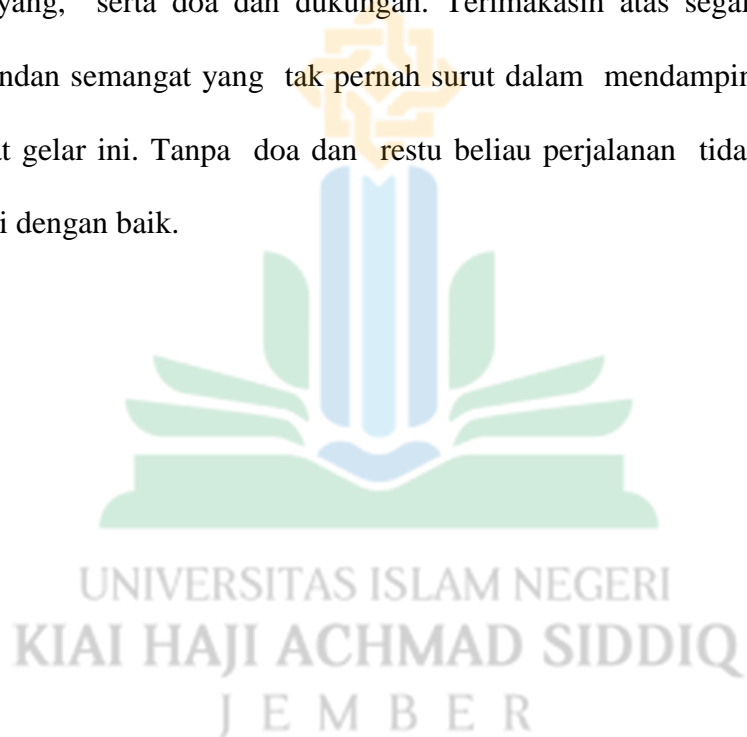 yang, serta doa dan dukungan. Terimakasih atas segal
ndan semangat yang tak pernah surut dalam mendampin
t gelar ini. Tanpa doa dan restu beliau perjalanan tida
i dengan baik.
UNIVERSITAS ISLAM NEGERI
KIAI HAJI ACHMAD SIDDIQ
JEMBER